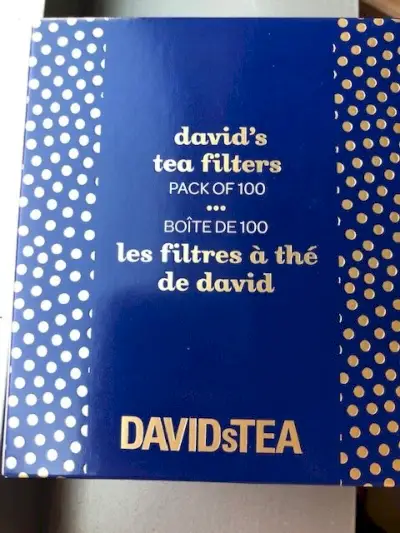 david's
tea filters
PACK OF 100
•••
BOÎTE DE 100
les filtres à thé
de david
DAVIDsTEA